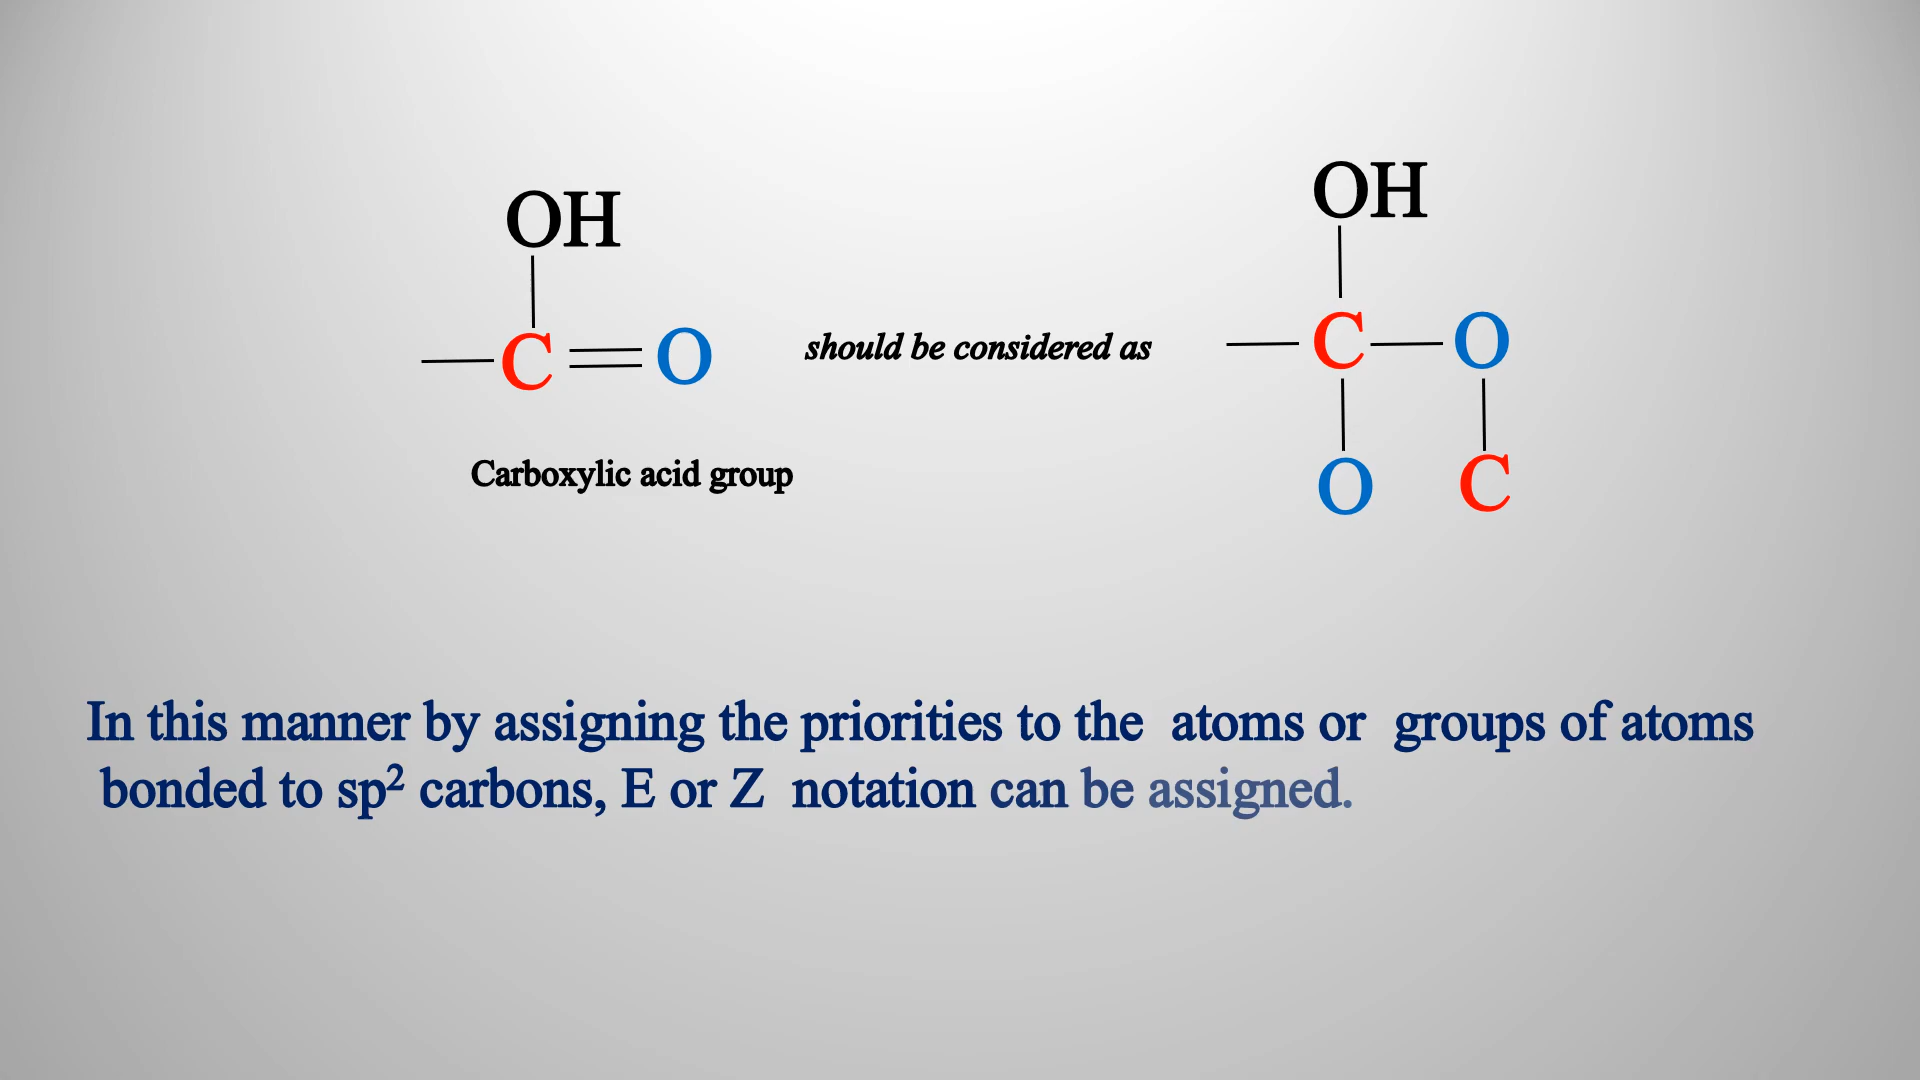 OH
OH
C
O
should be considered as
C
O
Carboxylic acid group
O
C
In this manner by assigning the priorities to the atoms or groups of atoms
bonded to sp² carbons, E or Z notation can be assigned.